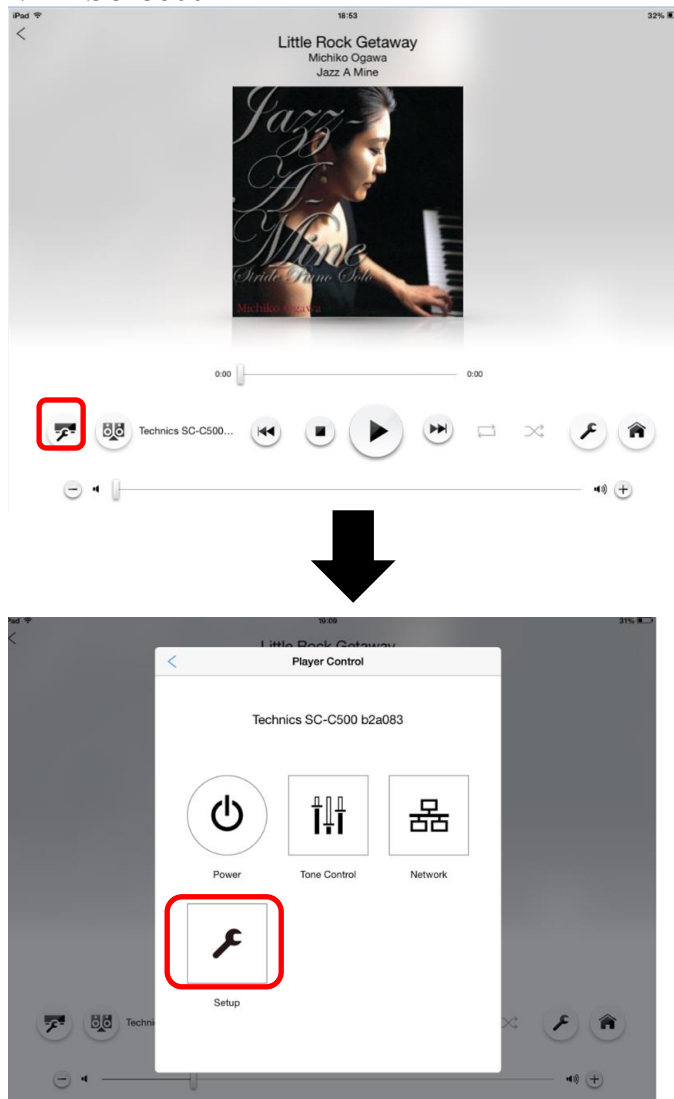 iPad 18:53 32%
Little Rock Getaway
Michiko Ogawa
Jazz A Mine
Jazz-
A-
Mine
Stride Piano Solo
Michiko Ogawa
0:00 0:00
Technics SC-C500...
19:09 31%
Little Rock Getaway
Player Control
Technics SC-C500 b2a083
Power Tone Control Network
Setup
Techni